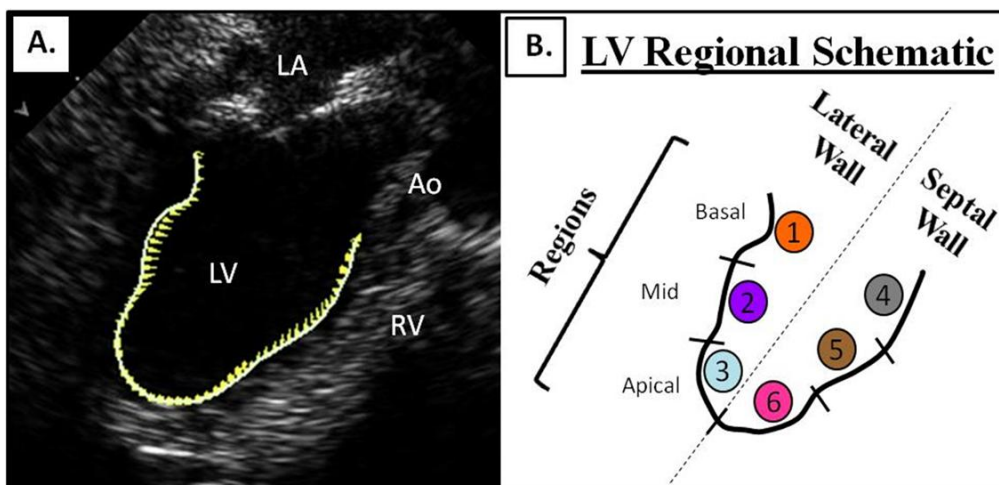 A.
LA
Ao
LV
RV
B.
LV Regional Schematic
Lateral
Wall
Septal
Wall
Regions
Basal
Mid
Apical
1
2
3
4
5
6